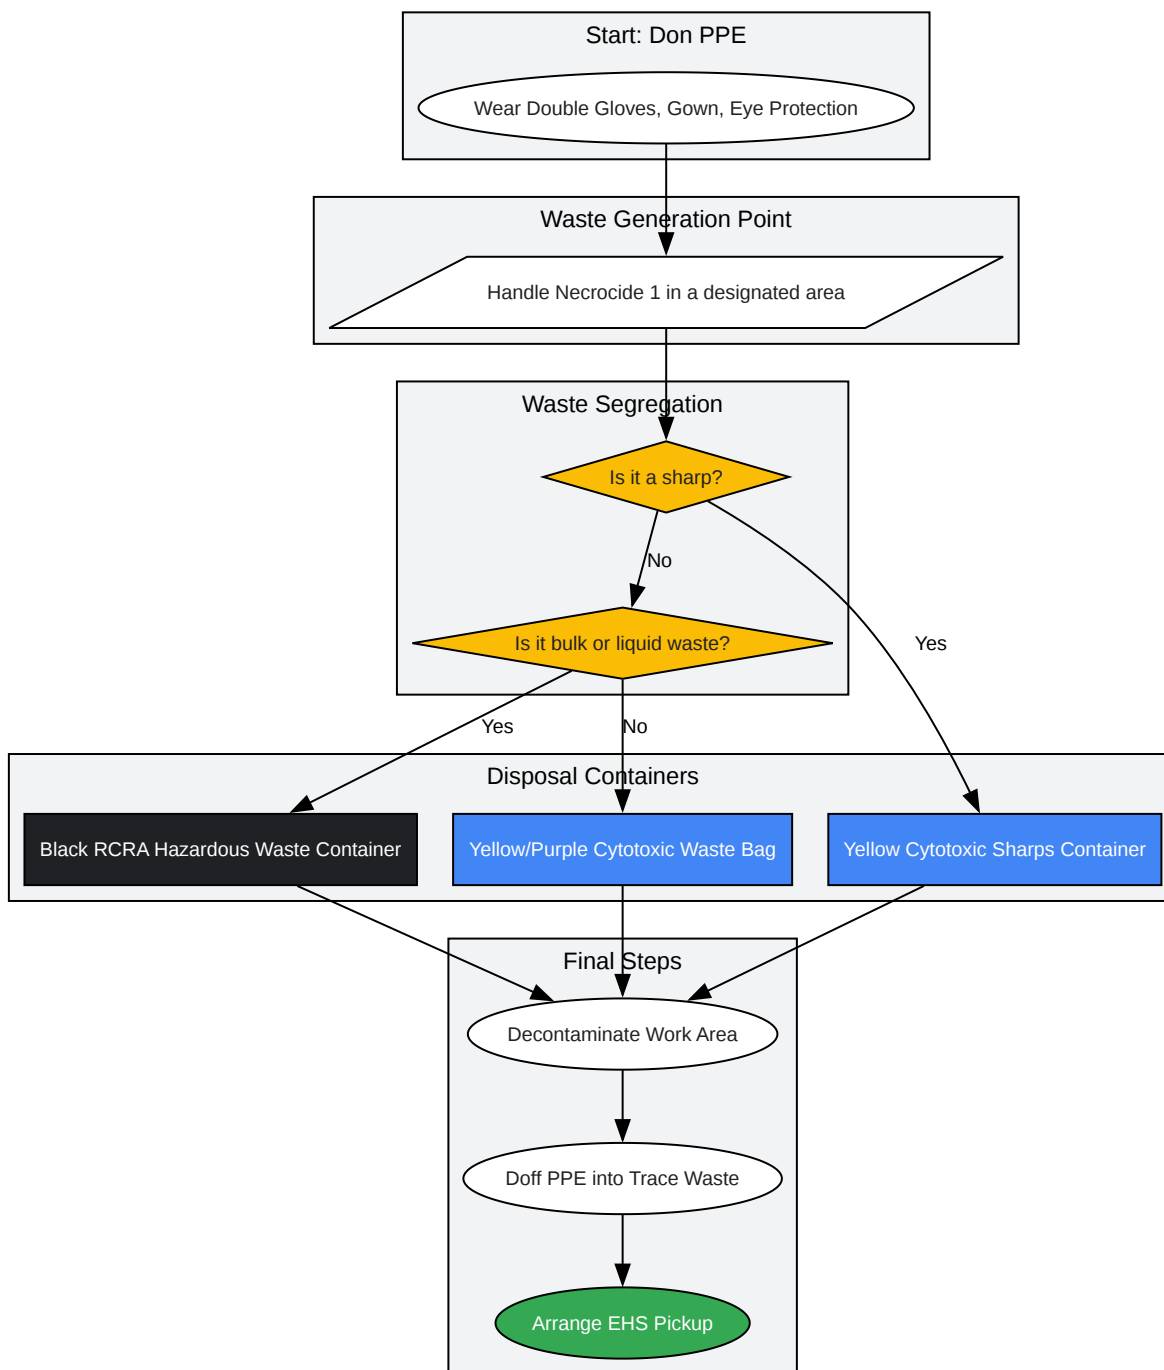 Start: Don PPE
Wear Double Gloves, Gown, Eye Protection
Waste Generation Point
Handle Necrocide 1 in a designated area
Waste Segregation
Is it a sharp?
No
Is it bulk or liquid waste?
Yes
Yes
No
Disposal Containers
Black RCRA Hazardous Waste Container
Yellow/Purple Cytotoxic Waste Bag
Yellow Cytotoxic Sharps Container
Final Steps
Decontaminate Work Area
Doff PPE into Trace Waste
Arrange EHS Pickup